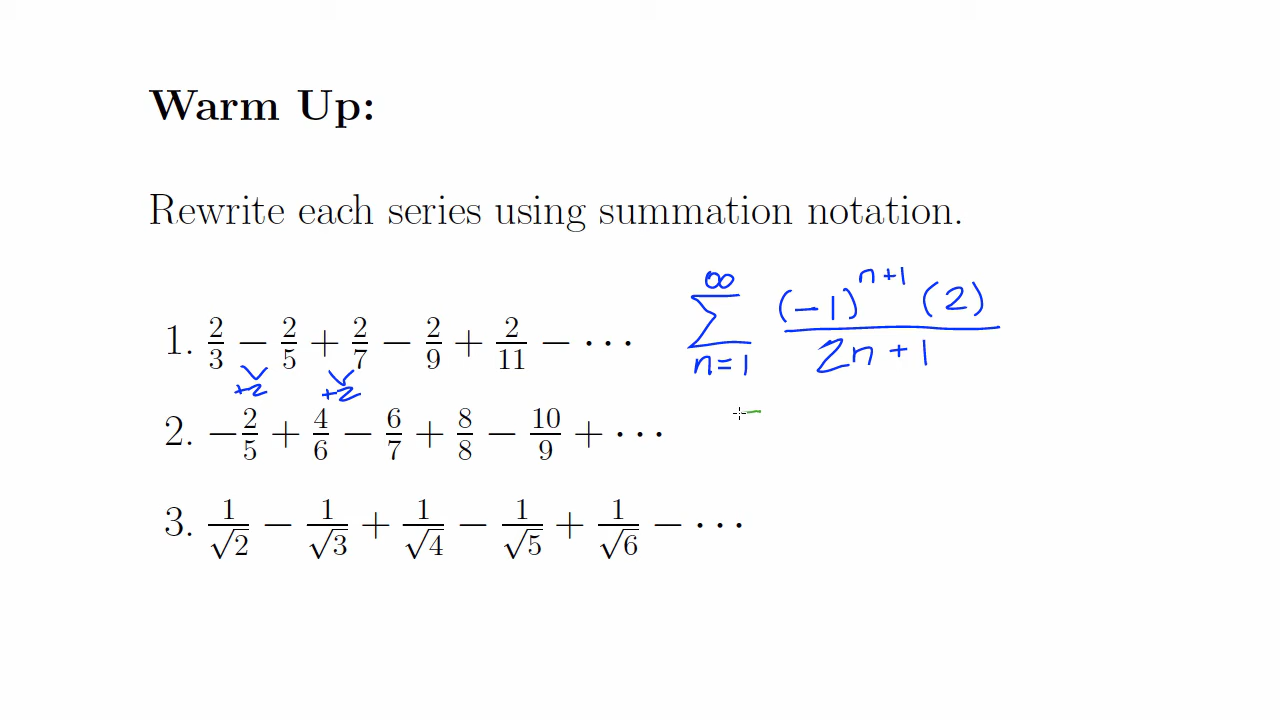 Warm Up:
Rewrite each series using summation notation.
1. 2/3 − 2/5 + 2/7 − 2/9 + 2/11 − ⋯ ∑_{n=1}^{∞} (−1)^{n+1} (2) / 2n + 1
+2 +2
2. −2/5 + 4/6 − 6/7 + 8/8 − 10/9 + ⋯
3. 1/√2 − 1/√3 + 1/√4 − 1/√5 + 1/√6 − ⋯